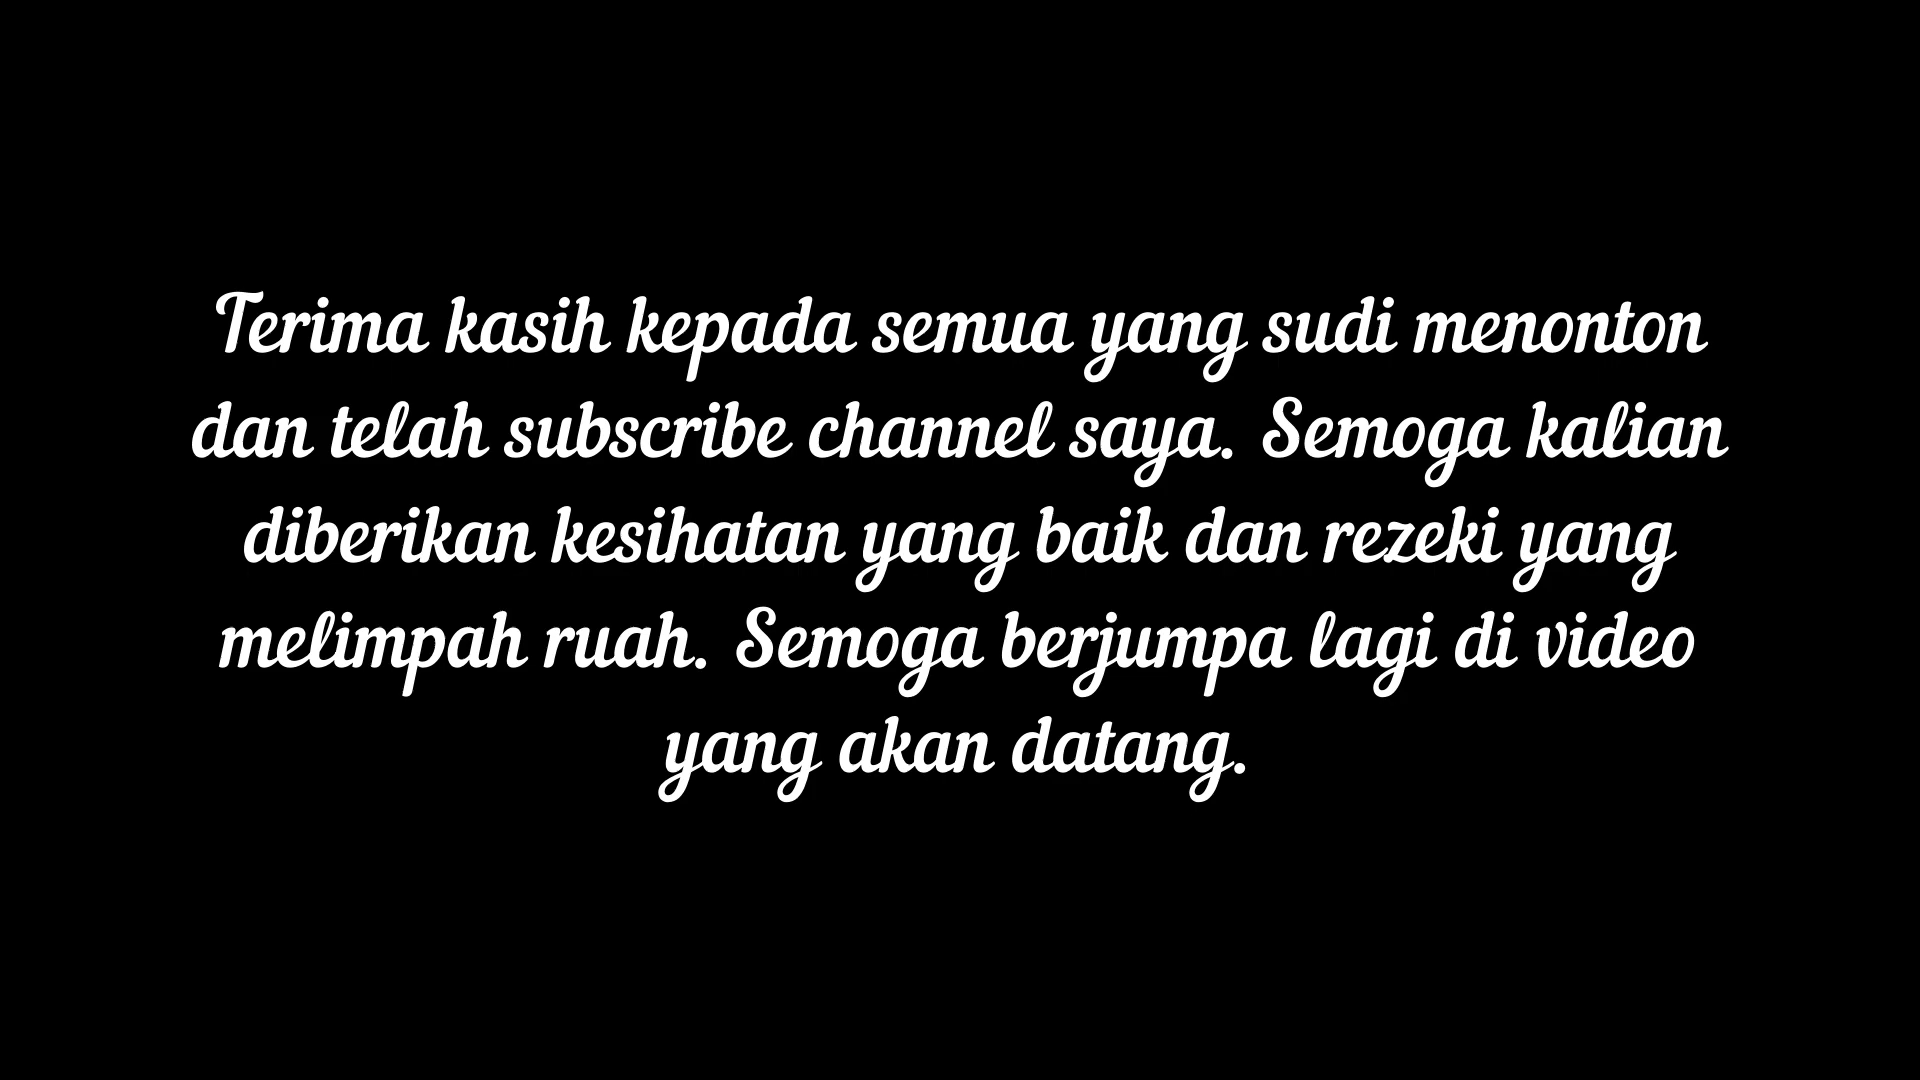 Terima kasih kepada semua yang sudi menonton
dan telah subscribe channel saya. Semoga kalian
diberikan kesihatan yang baik dan rezeki yang
melimpah ruah. Semoga berjumpa lagi di video
yang akan datang.